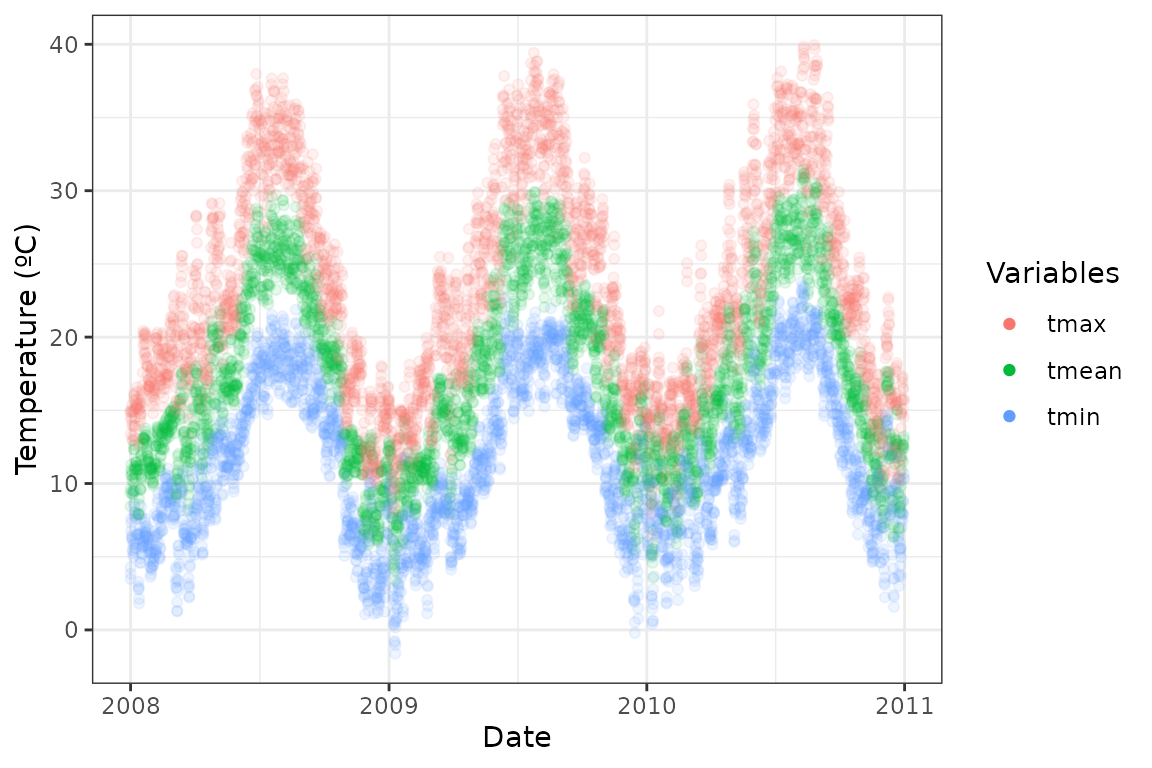 Temperature (ºC)
40
30
20
10
0
2008 2009 2010 2011
Date
Variables
tmax
tmean
tmin